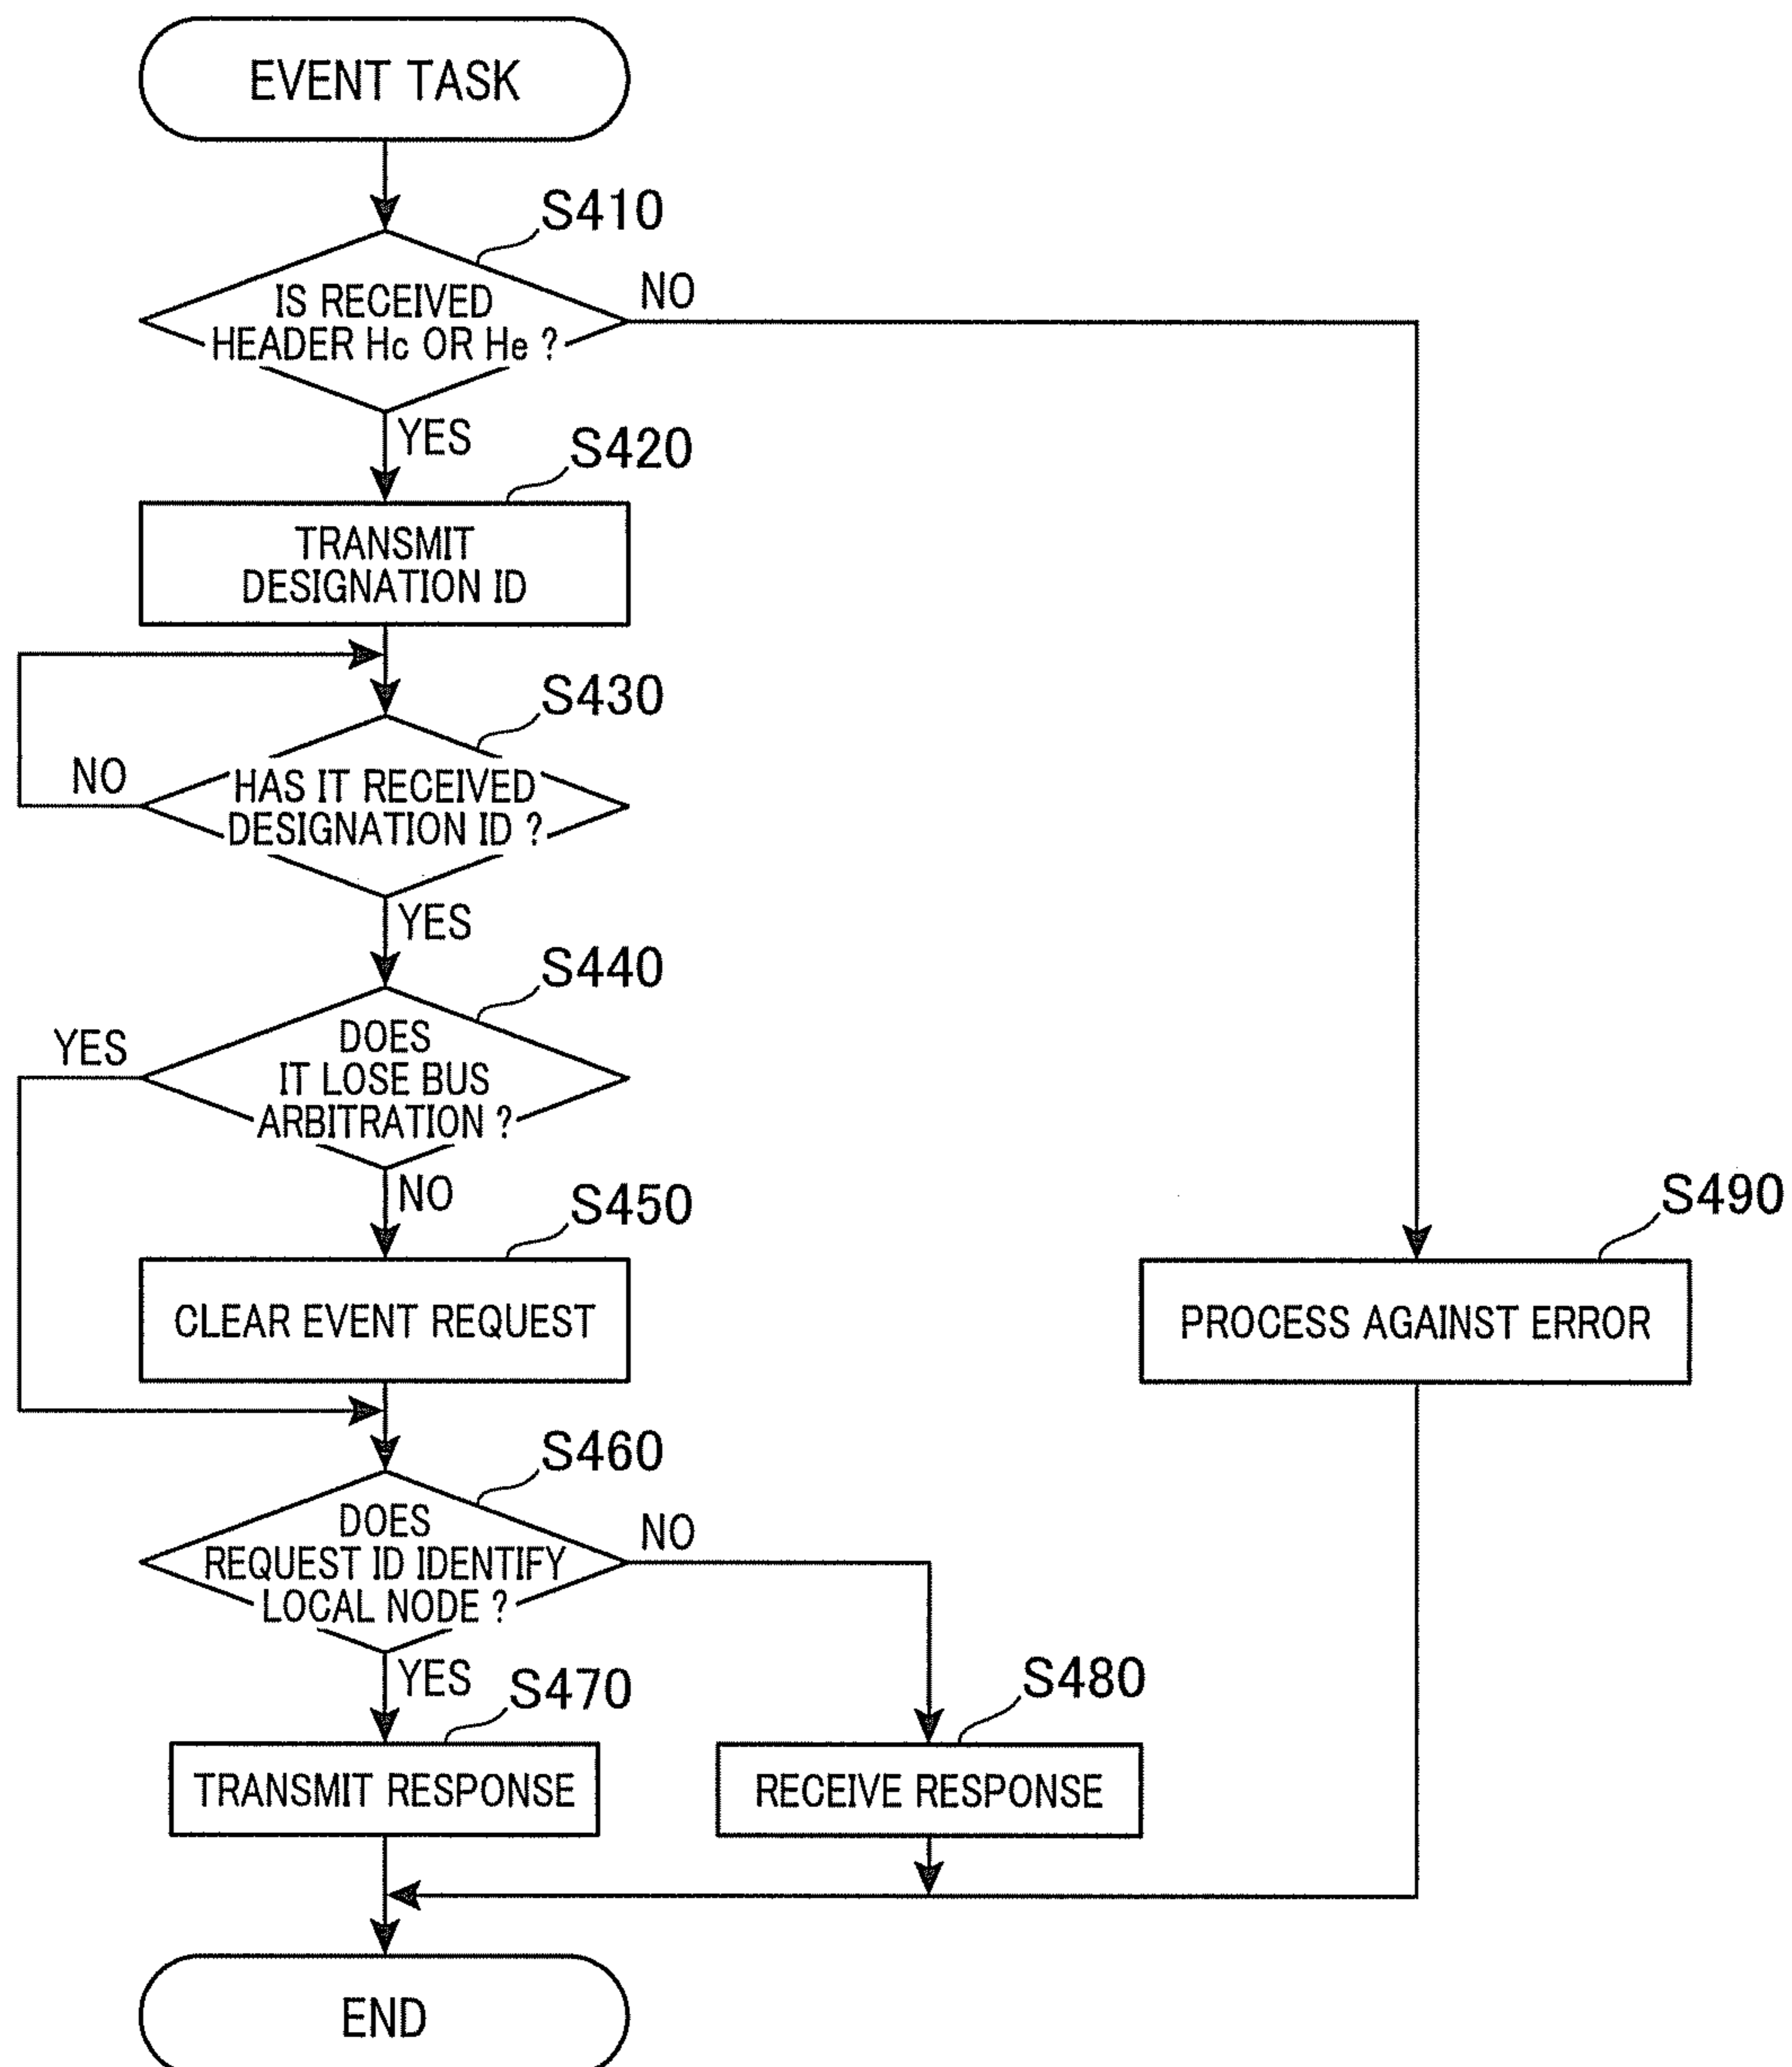 EVENT TASK
S410
IS RECEIVED
HEADER Hc OR He ?
NO
YES
S420
TRANSMIT
DESIGNATION ID
S430
HAS IT RECEIVED
DESIGNATION ID ?
NO
YES
S440
DOES
IT LOSE BUS
ARBITRATION ?
YES
NO
S450
CLEAR EVENT REQUEST
S490
PROCESS AGAINST ERROR
S460
DOES
REQUEST ID IDENTIFY
LOCAL NODE ?
NO
YES
S470
TRANSMIT RESPONSE
S480
RECEIVE RESPONSE
END